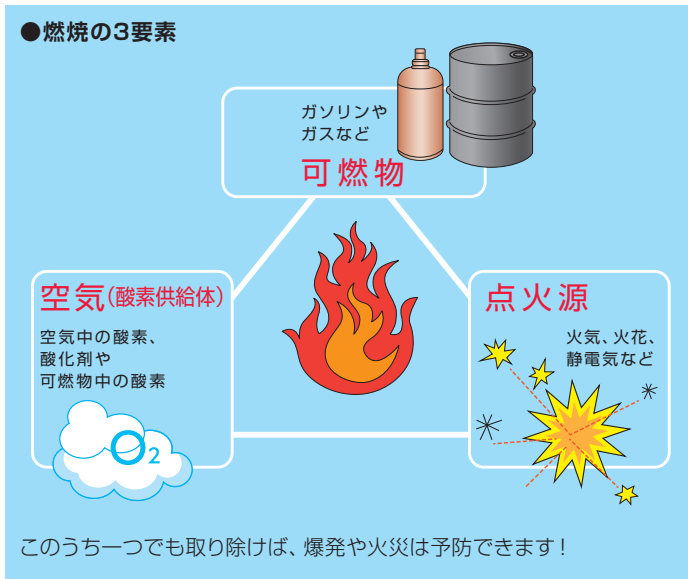 ●燃焼の3要素
ガソリンや
ガスなど
可燃物
空気(酸素供給体)
空気中の酸素、
酸化剤や
可燃物中の酸素
O2
点火源
火気、火花、
静電気など
このうち一つでも取り除けば、爆発や火災は予防できます!